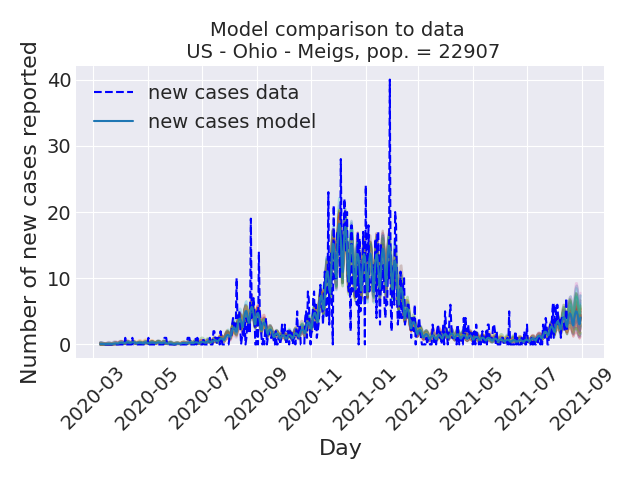 Model comparison to data
US - Ohio - Meigs, pop. = 22907
Number of new cases reported
40
30
20
10
0
new cases data
new cases model
2020-03
2020-05
2020-07
2020-09
2020-11
2021-01
2021-03
2021-05
2021-07
2021-09
Day